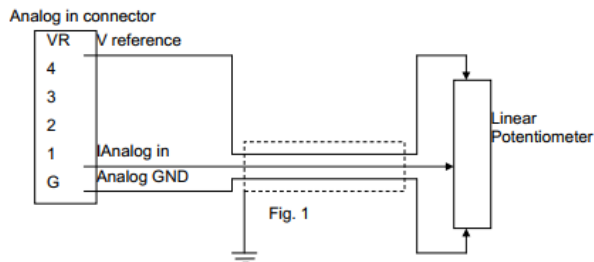 Analog in connector
VR V reference
4
3
2
1 IAnalog in
G Analog GND
Linear
Potentiometer
Fig. 1